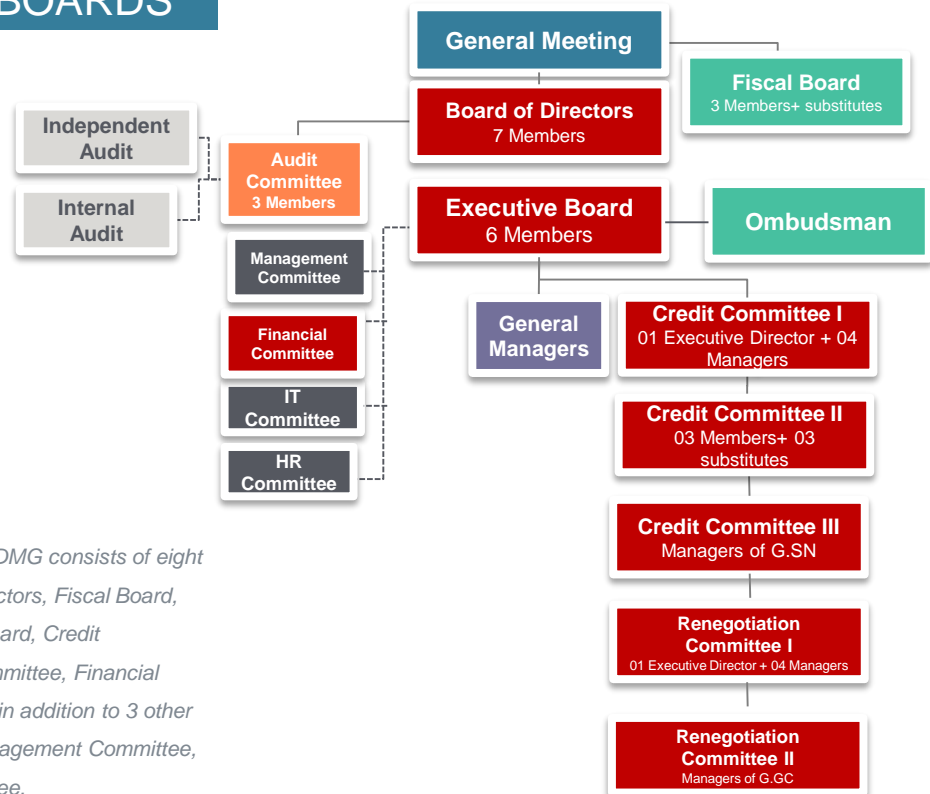 BOARDS
General Meeting
Fiscal Board
3 Members+ substitutes
Board of Directors
7 Members
Independent
Audit
Audit
Committee
3 Members
Internal
Audit
Executive Board
6 Members
Ombudsman
Management
Committee
General
Managers
Credit Committee I
01 Executive Director + 04
Managers
Financial
Committee
IT
Committee
Credit Committee II
03 Members+ 03
substitutes
HR
Committee
Credit Committee III
Managers of G.SN
DMG consists of eight
ctors, Fiscal Board,
ard, Credit
mmittee, Financial
in addition to 3 other
nagement Committee,
ee.
Renegotiation
Committee I
01 Executive Director + 04 Managers
Renegotiation
Committee II
Managers of G.GC